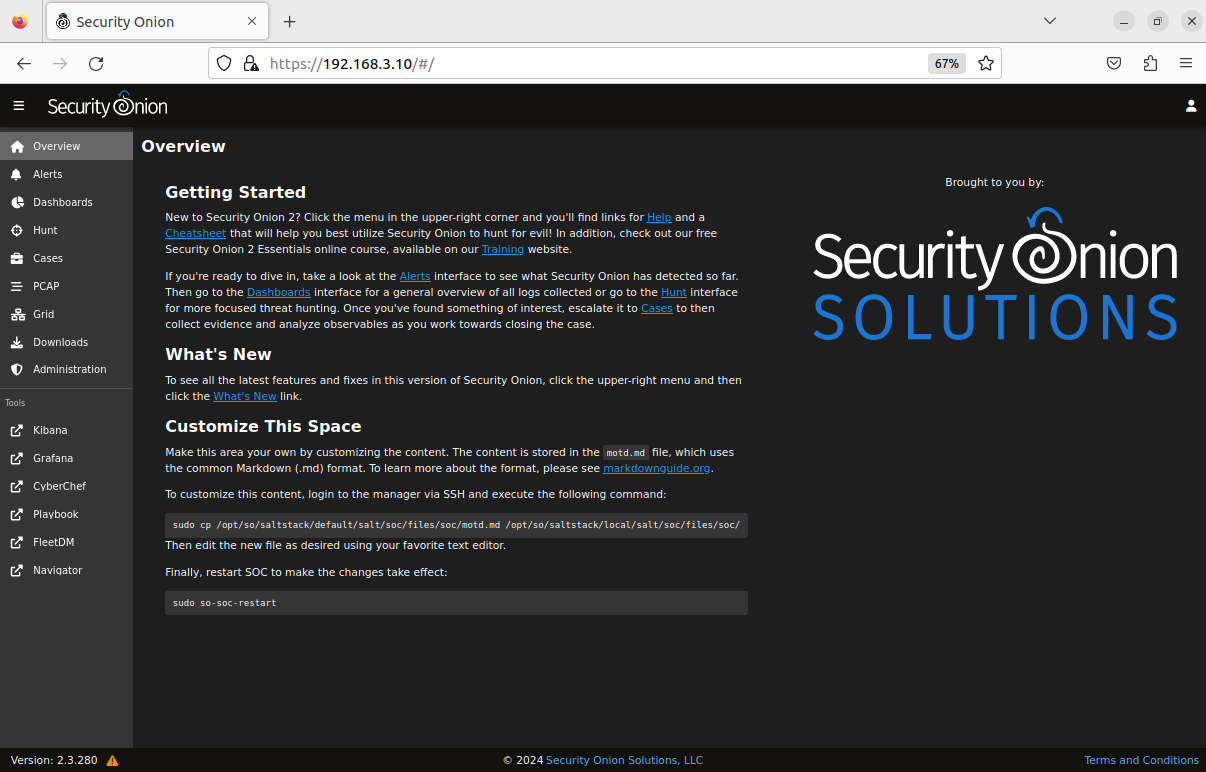 Security Onion
https://192.168.3.10/#/
67%
Security Onion
Overview
Alerts
Dashboards
Hunt
Cases
PCAP
Grid
Downloads
Administration
Tools
Kibana
Grafana
CyberChef
Playbook
FleetDM
Navigator
Overview
Getting Started
New to Security Onion 2? Click the menu in the upper-right corner and you'll find links for Help and a
Cheatsheet that will help you best utilize Security Onion to hunt for evil! In addition, check out our free
Security Onion 2 Essentials online course, available on our Training website.
If you're ready to dive in, take a look at the Alerts interface to see what Security Onion has detected so far.
Then go to the Dashboards interface for a general overview of all logs collected or go to the Hunt interface
for more focused threat hunting. Once you've found something of interest, escalate it to Cases to then
collect evidence and analyze observables as you work towards closing the case.
What's New
To see all the latest features and fixes in this version of Security Onion, click the upper-right menu and then
click the What's New link.
Customize This Space
Make this area your own by customizing the content. The content is stored in the motd.md file, which uses
the common Markdown (.md) format. To learn more about the format, please see markdownguide.org.
To customize this content, login to the manager via SSH and execute the following command:
sudo cp /opt/so/saltstack/default/salt/soc/files/soc/motd.md /opt/so/saltstack/local/salt/soc/files/soc/
Then edit the new file as desired using your favorite text editor.
Finally, restart SOC to make the changes take effect:
sudo so-soc-restart
Brought to you by:
Security Onion
SOLUTIONS
Version: 2.3.280
© 2024 Security Onion Solutions, LLC
Terms and Conditions